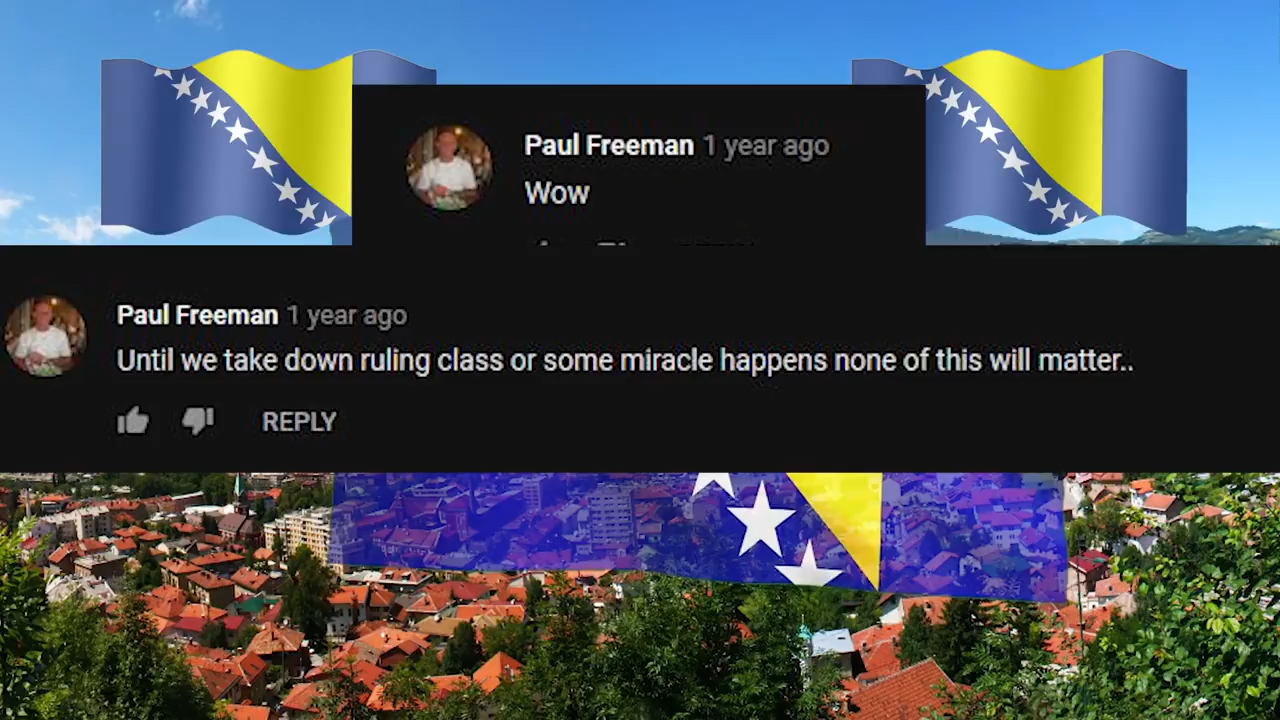 Paul Freeman 1 year ago
Wow
Paul Freeman 1 year ago
Until we take down ruling class or some miracle happens none of this will matter..
REPLY